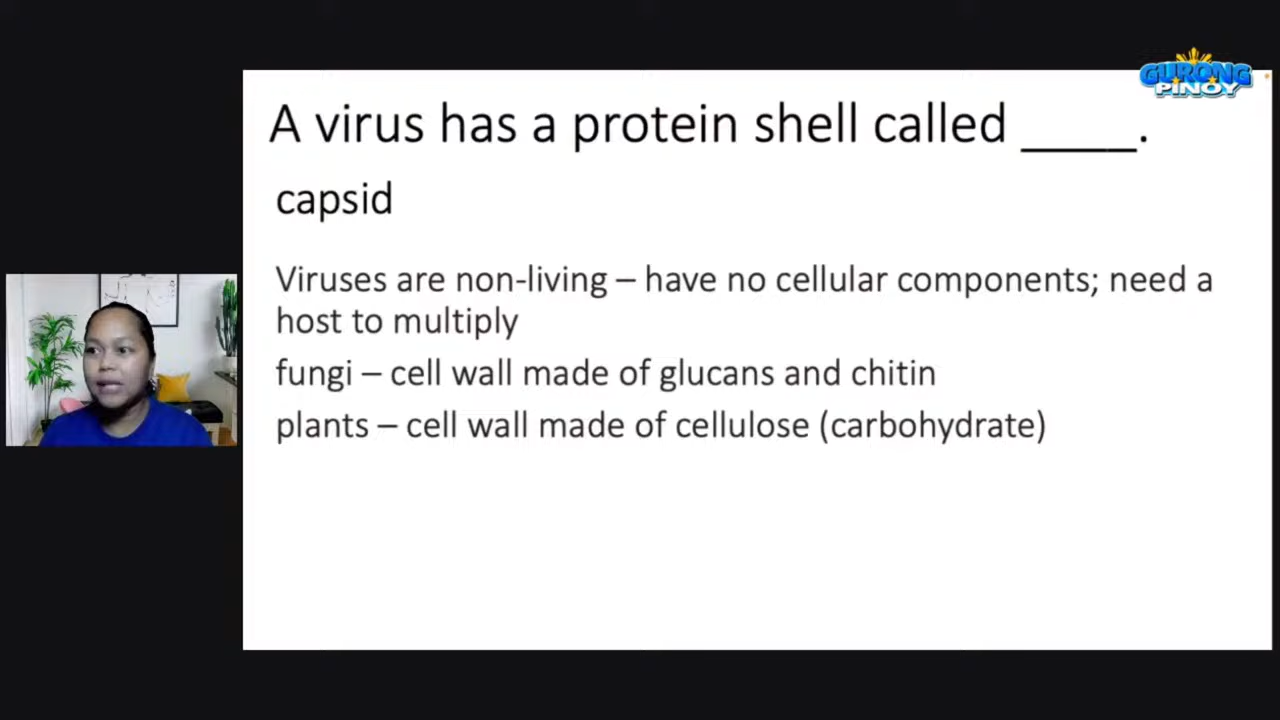 GURONG
PINOY
A virus has a protein shell called ____.
capsid
Viruses are non-living – have no cellular components; need a
host to multiply
fungi – cell wall made of glucans and chitin
plants – cell wall made of cellulose (carbohydrate)